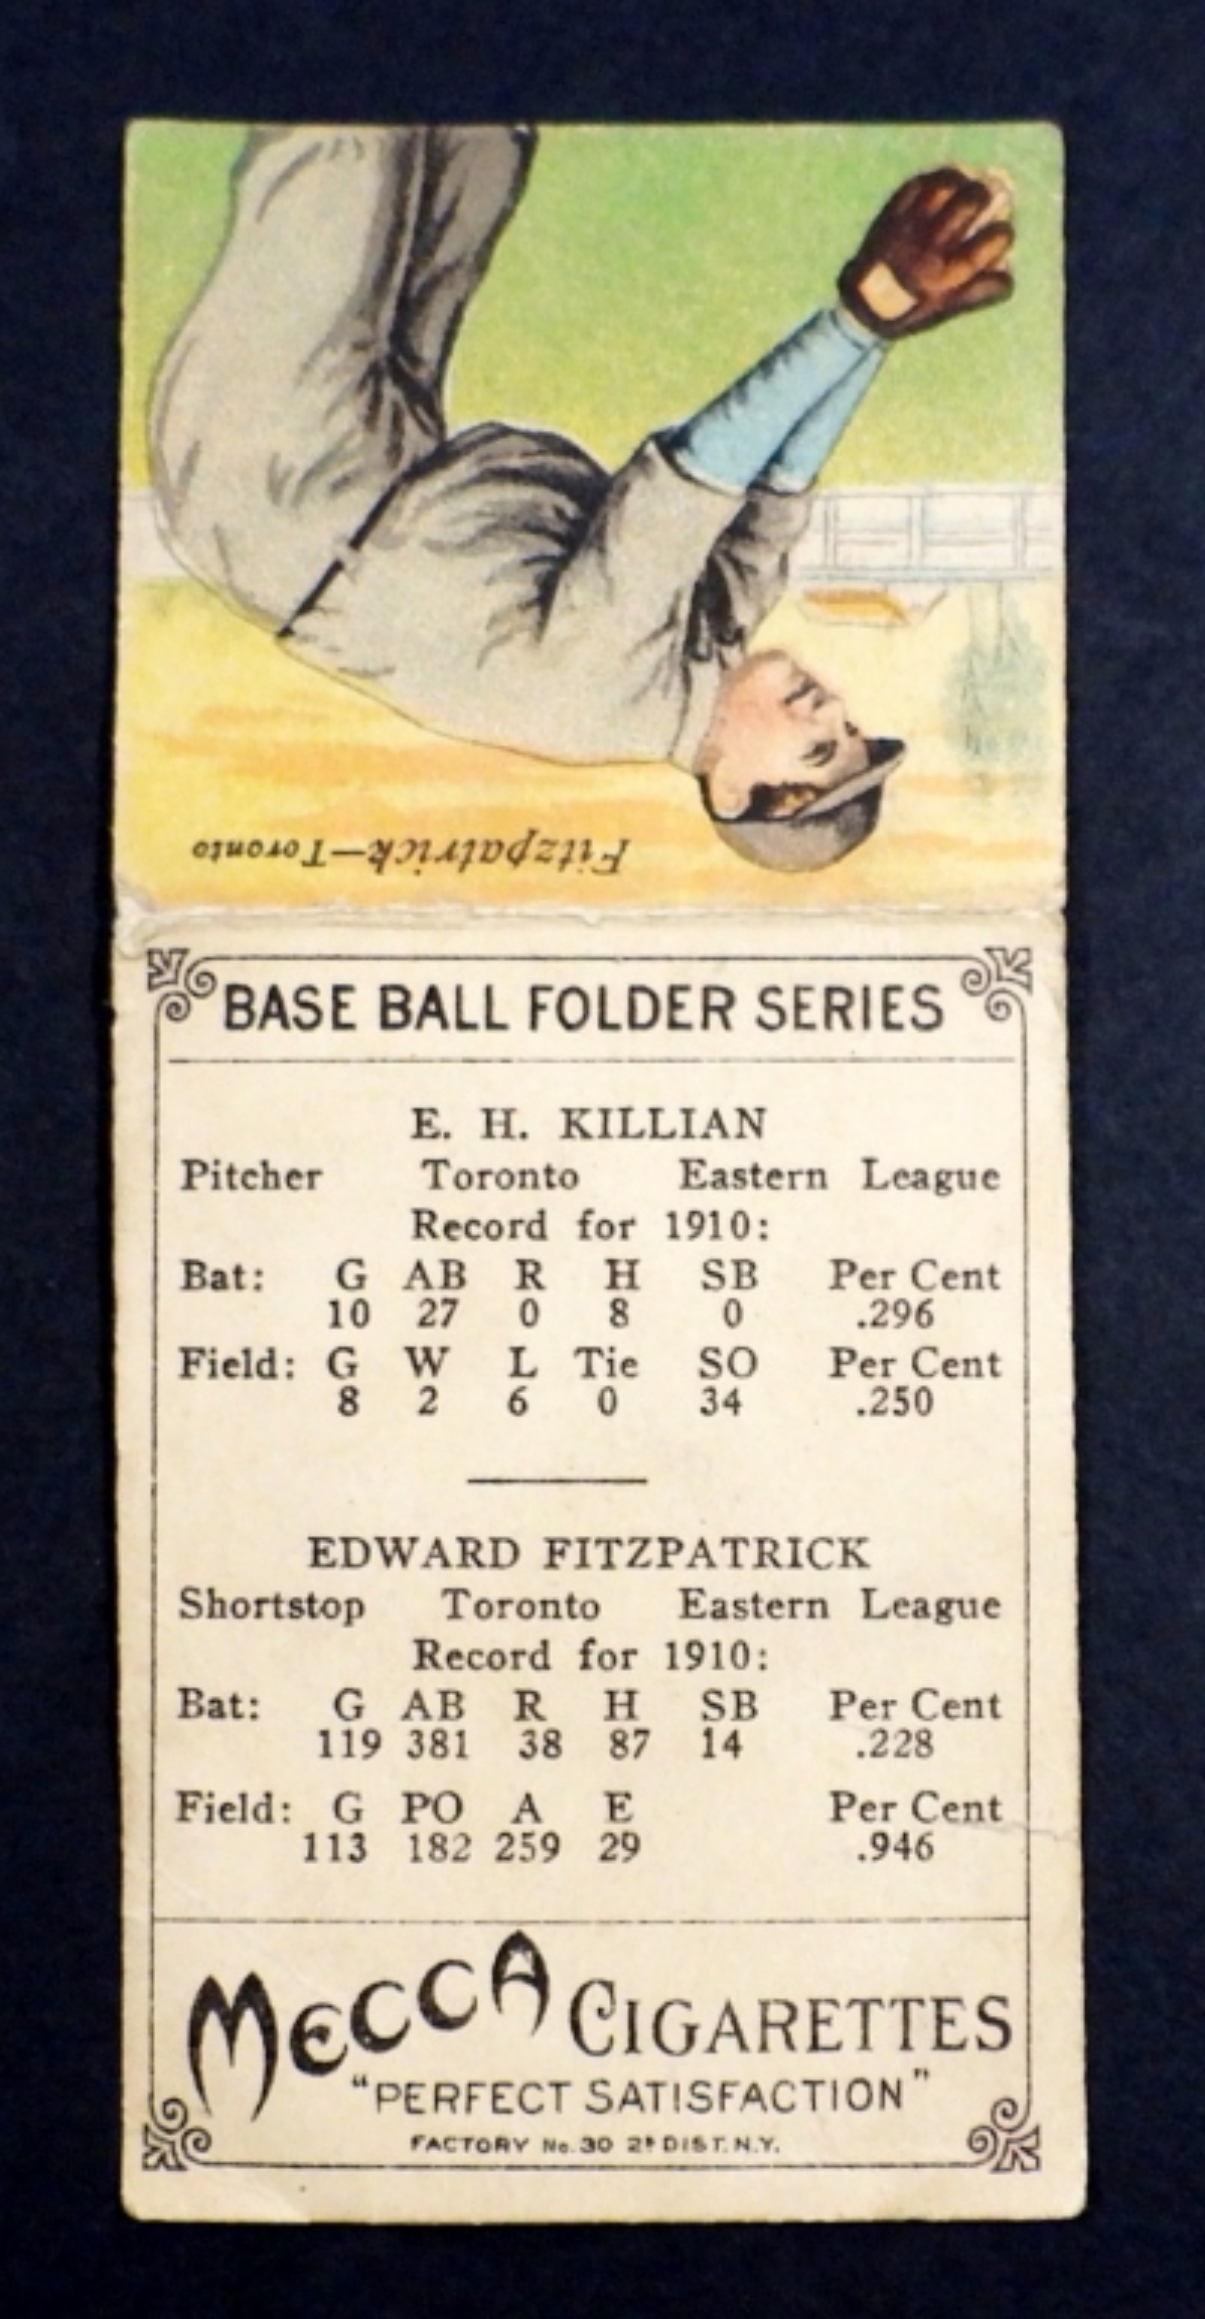 Fitzpatrick—Toronto
BASE BALL FOLDER SERIES
E. H. KILLIAN
Pitcher Toronto Eastern League
Record for 1910:
Bat: G AB R H SB Per Cent
10 27 0 8 0 .296
Field: G W L Tie SO Per Cent
8 2 6 0 34 .250
EDWARD FITZPATRICK
Shortstop Toronto Eastern League
Record for 1910:
Bat: G AB R H SB Per Cent
119 381 38 87 14 .228
Field: G PO A E Per Cent
113 182 259 29 .946
MECCA CIGARETTES
"PERFECT SATISFACTION"
FACTORY No. 30 2ᴰ DIST. N.Y.